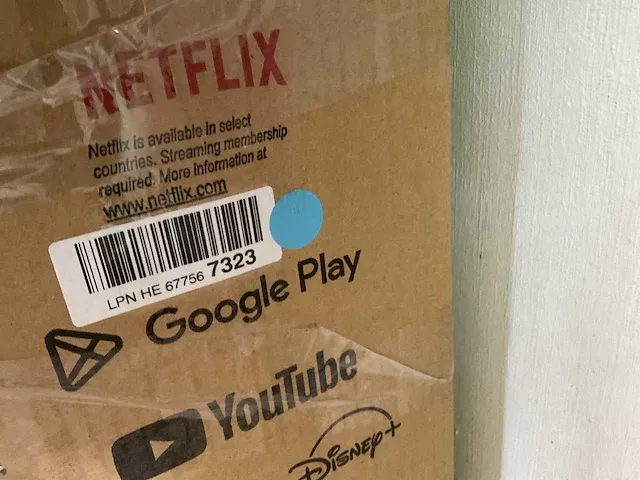 NETFLIX
Netflix is available in select
countries. Streaming membership
required. More information at
www.netflix.com
LPN HE 67756 7323
Google Play
YouTube
Disney+